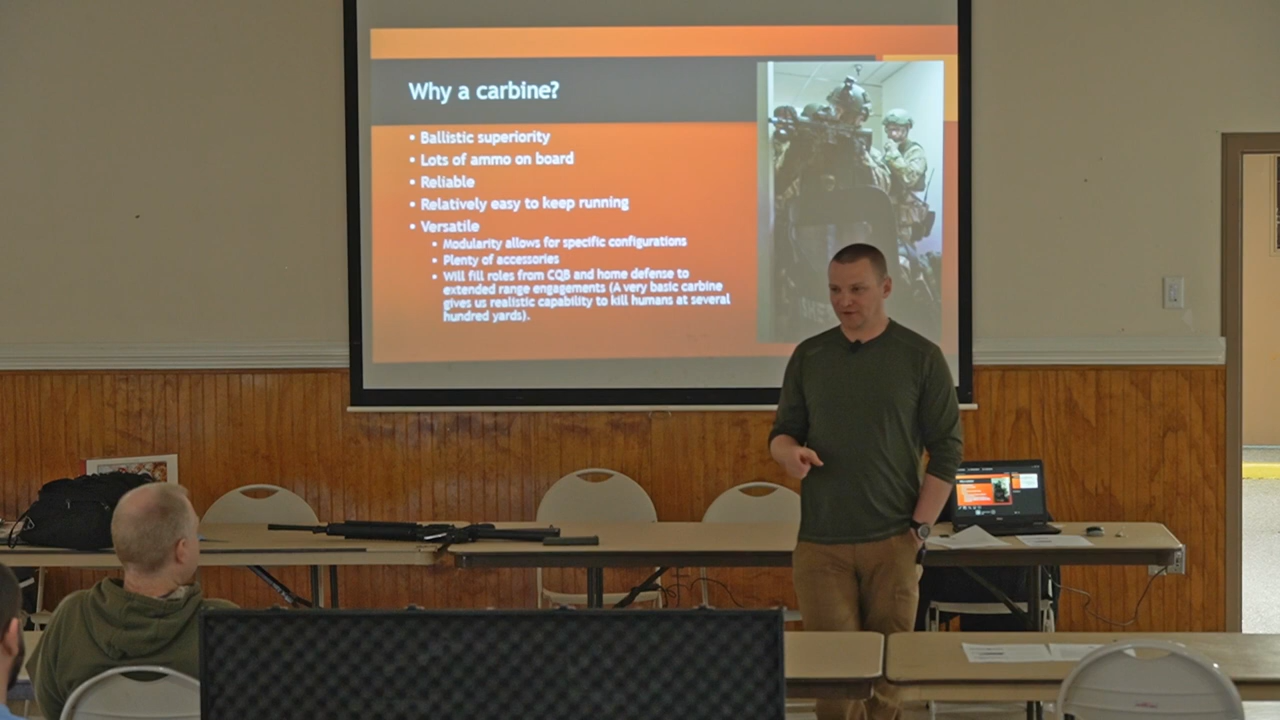 Why a carbine?
• Ballistic superiority
• Lots of ammo on board
• Reliable
• Relatively easy to keep running
• Versatile
• Modularity allows for specific configurations
• Plenty of accessories
• Will fill roles from CQB and home defense to
extended range engagements (A very basic carbine
gives us realistic capability to kill humans at several
hundred yards).